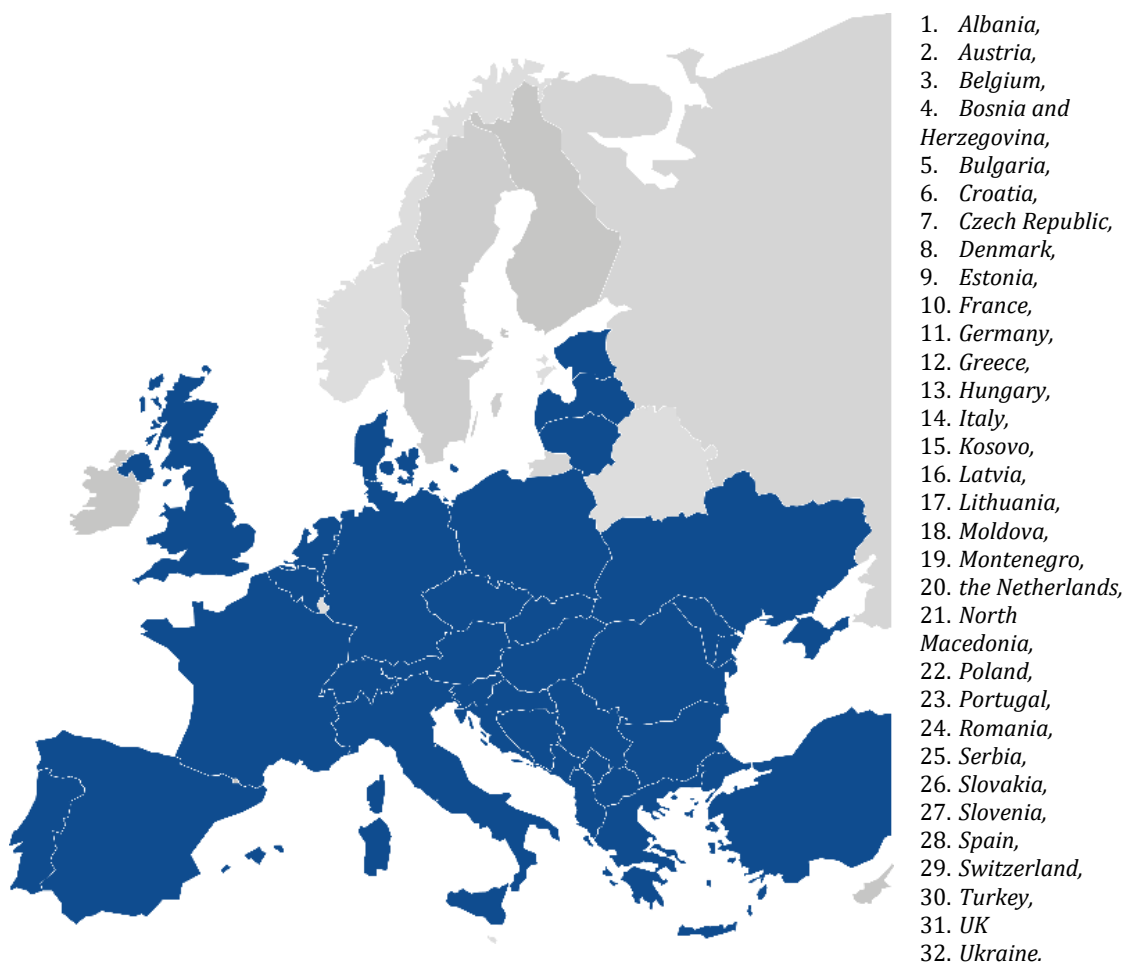 1. Albania,
2. Austria,
3. Belgium,
4. Bosnia and
Herzegovina,
5. Bulgaria,
6. Croatia,
7. Czech Republic,
8. Denmark,
9. Estonia,
10. France,
11. Germany,
12. Greece,
13. Hungary,
14. Italy,
15. Kosovo,
16. Latvia,
17. Lithuania,
18. Moldova,
19. Montenegro,
20. the Netherlands,
21. North
Macedonia,
22. Poland,
23. Portugal,
24. Romania,
25. Serbia,
26. Slovakia,
27. Slovenia,
28. Spain,
29. Switzerland,
30. Turkey,
31. UK
32. Ukraine.